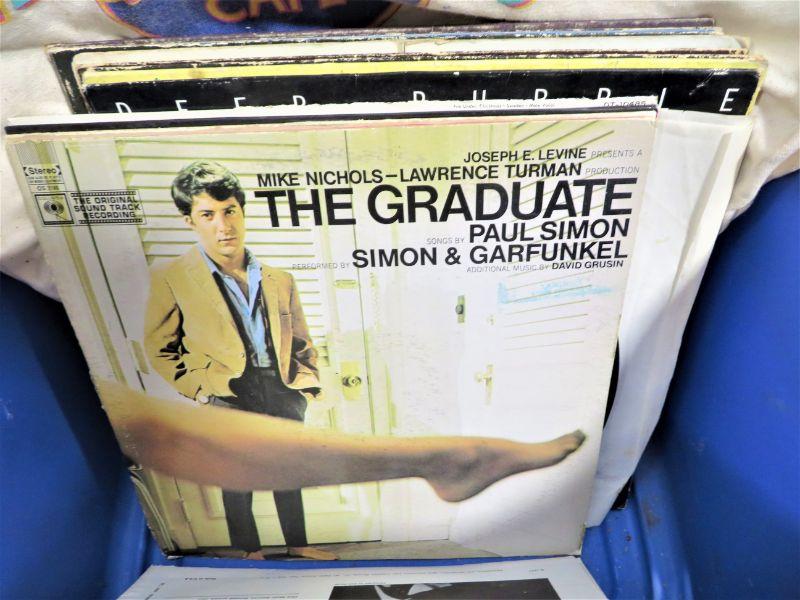 CAFE
DEEP PURPLE
Stereo
JOSEPH E. LEVINE PRESENTS A
MIKE NICHOLS—LAWRENCE TURMAN PRODUCTION
THE GRADUATE
SONGS BY PAUL SIMON
PERFORMED BY SIMON & GARFUNKEL
ADDITIONAL MUSIC BY DAVID GRUSIN
THE ORIGINAL
SOUND TRACK
RECORDING